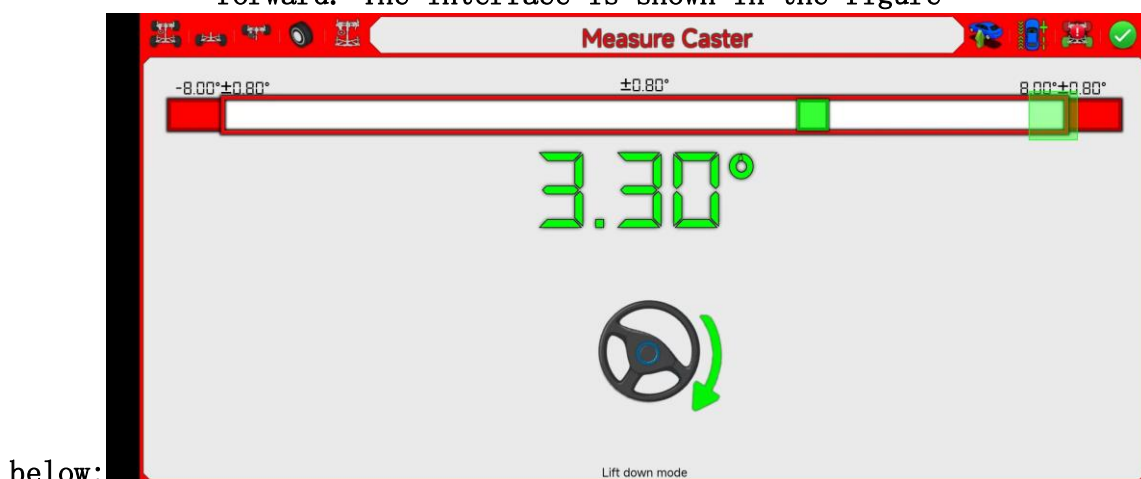 forward. The interface is shown in the figure
Measure Caster
-8.00°±0.80° ±0.80° 8.00°±0.80°
3.30°
Lift down mode
below: